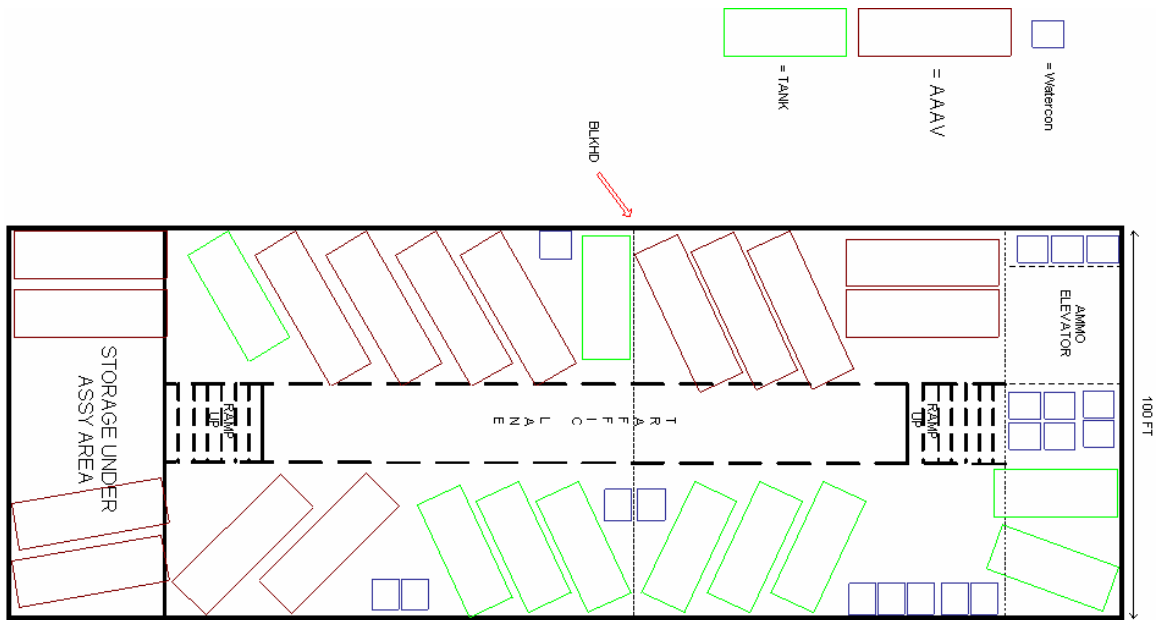 = TANK
= AAAV
= Watercon
BLKHD
AMMO
ELEVATOR
100 FT
STORAGE UNDER
ASSY AREA
RAMP
UP
TRAFFIC LANE
RAMP
UP